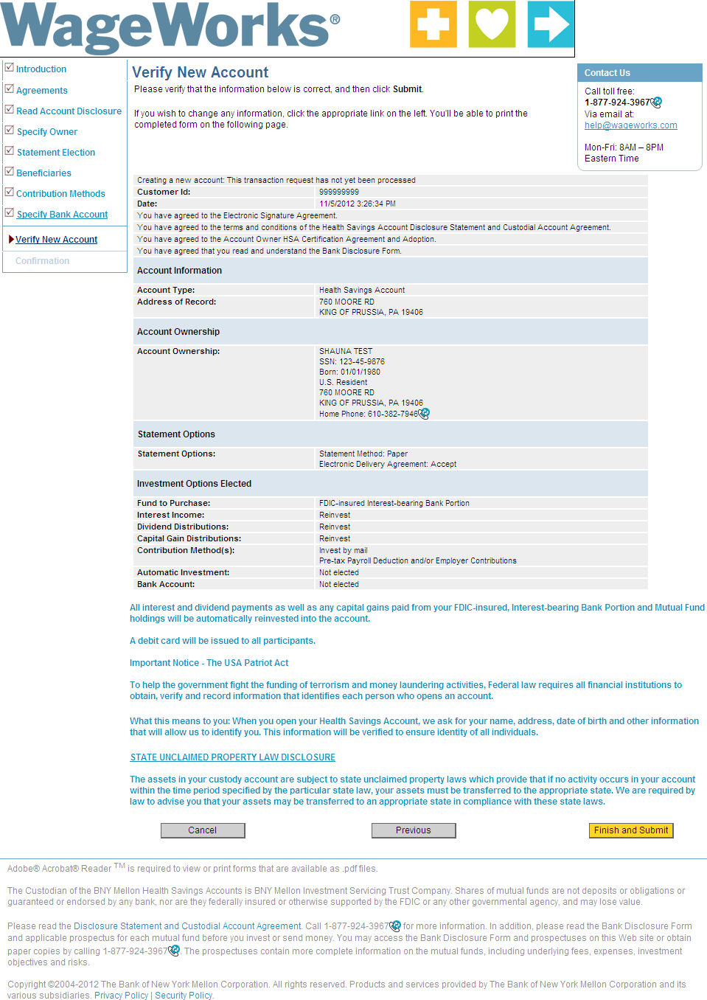 WageWorks®
Introduction
Agreements
Read Account Disclosure
Specify Owner
Statement Election
Beneficiaries
Contribution Methods
Specify Bank Account
Verify New Account
Confirmation
Verify New Account
Please verify that the information below is correct, and then click Submit.
If you wish to change any information, click the appropriate link on the left. You'll be able to print the
completed form on the following page.
Contact Us
Call toll free:
1-877-924-3967
Via email at:
help@wageworks.com
Mon-Fri: 8AM – 8PM
Eastern Time
Creating a new account: This transaction request has not yet been processed
Customer Id: 999999999
Date: 11/5/2012 3:26:34 PM
You have agreed to the Electronic Signature Agreement.
You have agreed to the terms and conditions of the Health Savings Account Disclosure Statement and Custodial Account Agreement.
You have agreed to the Account Owner HSA Certification Agreement and Adoption.
You have agreed that you read and understand the Bank Disclosure Form.
Account Information
Account Type: Health Savings Account
Address of Record: 760 MOORE RD
KING OF PRUSSIA, PA 19406
Account Ownership
Account Ownership: SHAUNA TEST
SSN: 123-45-9876
Born: 01/01/1980
U.S. Resident
760 MOORE RD
KING OF PRUSSIA, PA 19406
Home Phone: 610-382-7946
Statement Options
Statement Options: Statement Method: Paper
Electronic Delivery Agreement: Accept
Investment Options Elected
Fund to Purchase: FDIC-insured Interest-bearing Bank Portion
Interest Income: Reinvest
Dividend Distributions: Reinvest
Capital Gain Distributions: Reinvest
Contribution Method(s): Invest by mail
Pre-tax Payroll Deduction and/or Employer Contributions
Automatic Investment: Not elected
Bank Account: Not elected
All interest and dividend payments as well as any capital gains paid from your FDIC-insured, Interest-bearing Bank Portion and Mutual Fund
holdings will be automatically reinvested into the account.
A debit card will be issued to all participants.
Important Notice - The USA Patriot Act
To help the government fight the funding of terrorism and money laundering activities, Federal law requires all financial institutions to
obtain, verify and record information that identifies each person who opens an account.
What this means to you: When you open your Health Savings Account, we ask for your name, address, date of birth and other information
that will allow us to identify you. This information will be verified to ensure identity of all individuals.
STATE UNCLAIMED PROPERTY LAW DISCLOSURE
The assets in your custody account are subject to state unclaimed property laws which provide that if no activity occurs in your account
within the time period specified by the particular state law, your assets must be transferred to the appropriate state. We are required by
law to advise you that your assets may be transferred to an appropriate state in compliance with these state laws.
Cancel Previous Finish and Submit
Adobe® Acrobat® Reader TM is required to view or print forms that are available as .pdf files.
The Custodian of the BNY Mellon Health Savings Accounts is BNY Mellon Investment Servicing Trust Company. Shares of mutual funds are not deposits or obligations or
guaranteed or endorsed by any bank, nor are they federally insured or otherwise supported by the FDIC or any other governmental agency, and may lose value.
Please read the Disclosure Statement and Custodial Account Agreement. Call 1-877-924-3967 for more information. In addition, please read the Bank Disclosure Form
and applicable prospectus for each mutual fund before you invest or send money. You may access the Bank Disclosure Form and prospectuses on this Web site or obtain
paper copies by calling 1-877-924-3967. The prospectuses contain more complete information on the mutual funds, including underlying fees, expenses, investment
objectives and risks.
Copyright ©2004-2012 The Bank of New York Mellon Corporation. All rights reserved. Products and services provided by The Bank of New York Mellon Corporation and its
various subsidiaries. Privacy Policy | Security Policy.